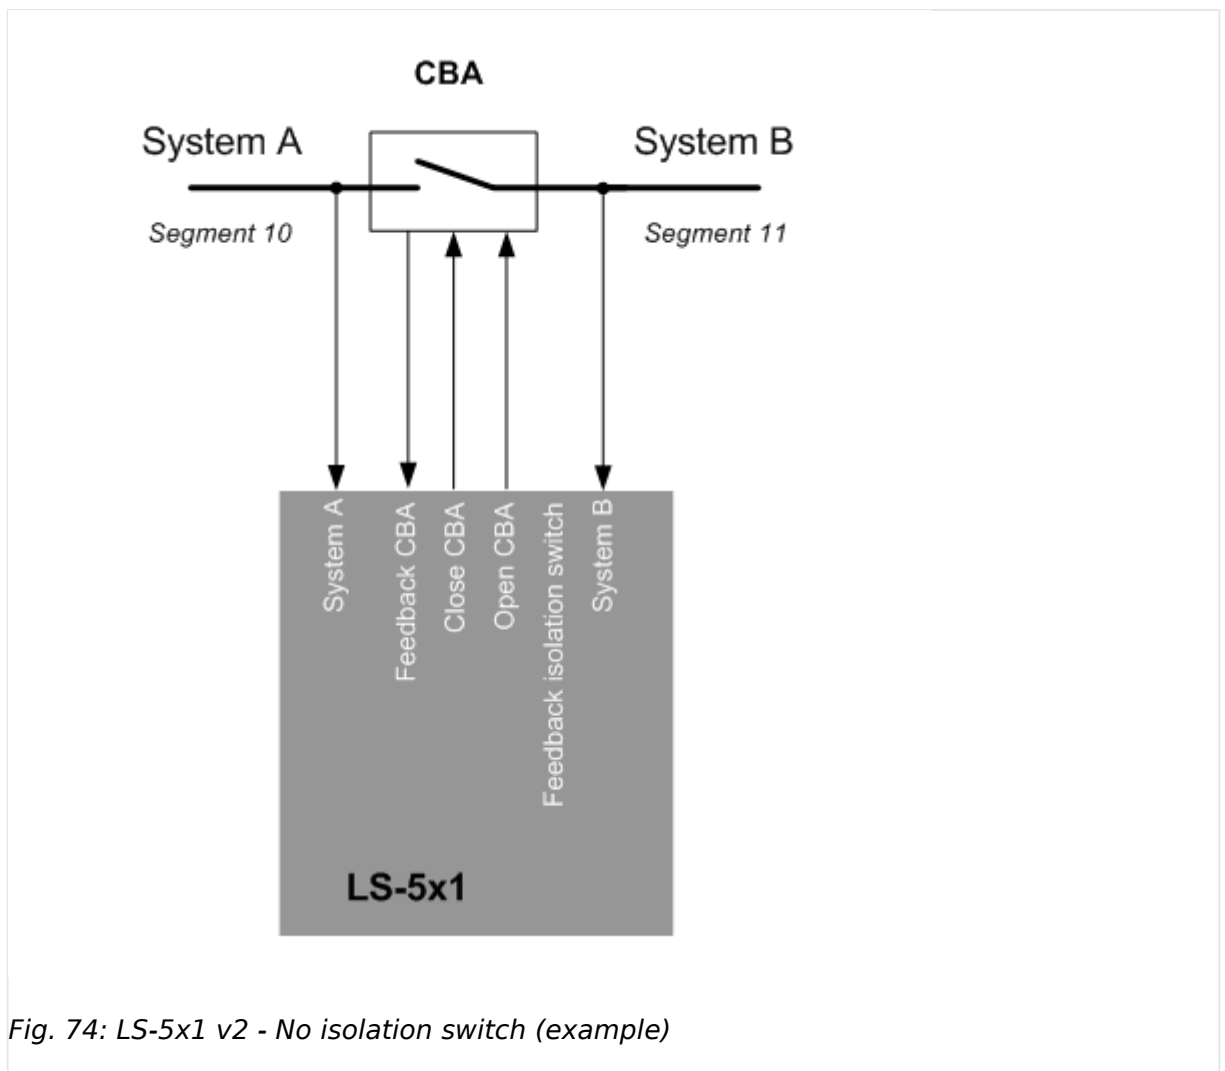 CBA
System A
System B
Segment 10
Segment 11
System A
Feedback CBA
Close CBA
Open CBA
Feedback isolation switch
System B
LS-5x1
Fig. 74: LS-5x1 v2 - No isolation switch (example)